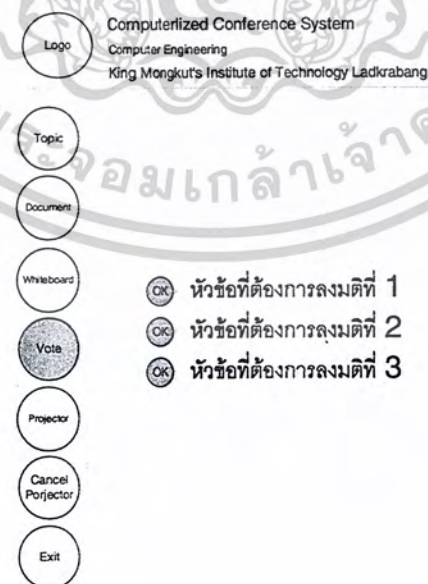 Logo
Computerlized Conference System
Computer Engineering
King Mongkut's Institute of Technology Ladkrabang
Topic
Document
Whiteboard
OK หัวข้อที่ต้องการลงมติที่ 1
Vote
OK หัวข้อที่ต้องการลงมติที่ 2
OK หัวข้อที่ต้องการลงมติที่ 3
Projector
Cancel
Porjector
Exit